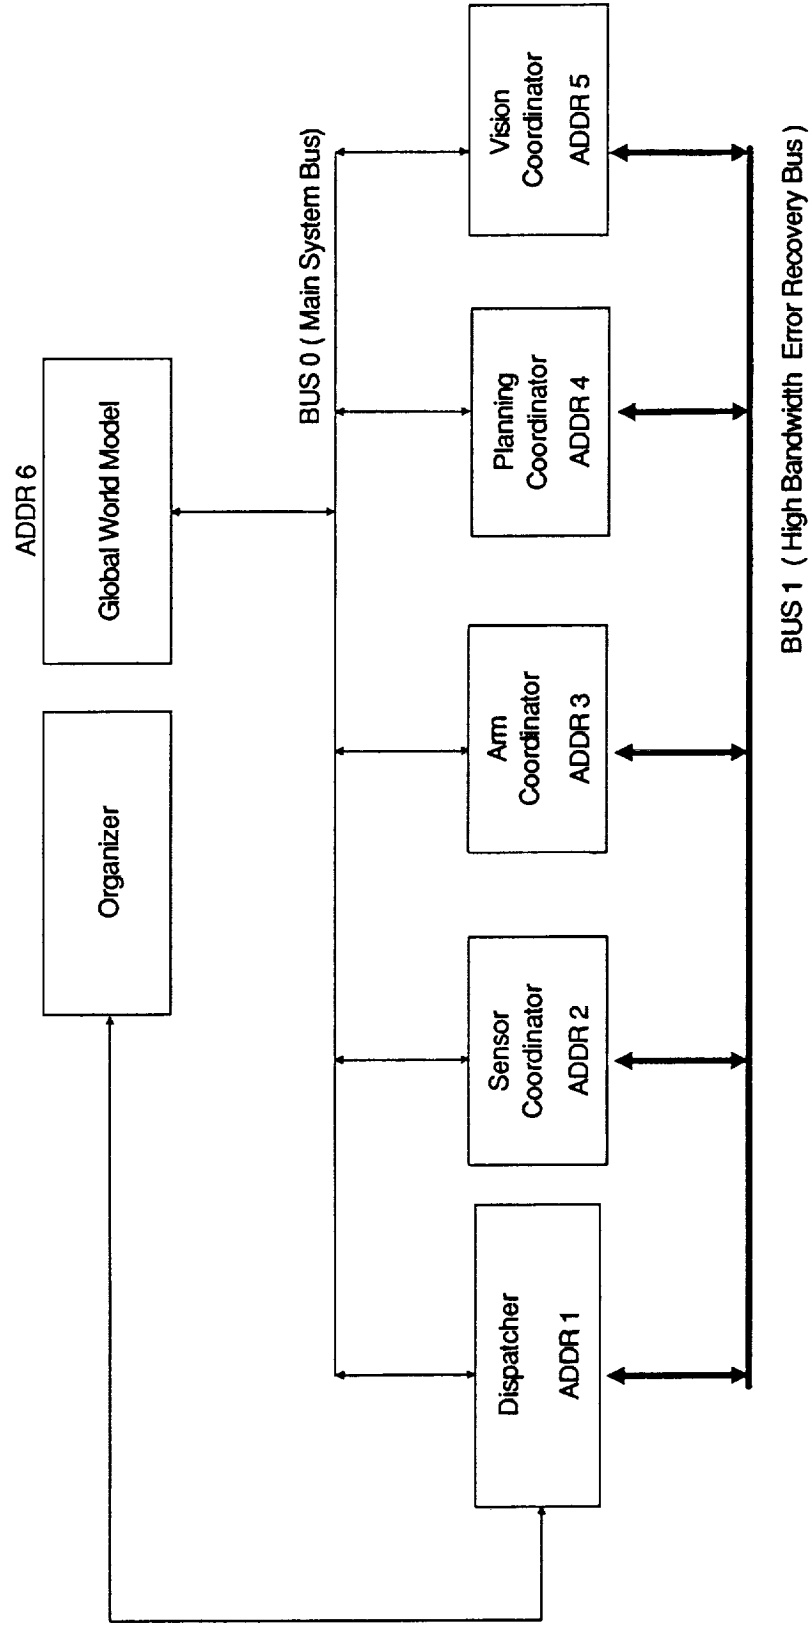 Organizer
ADDR 6
Global World Model
BUS 0 ( Main System Bus)
Dispatcher
ADDR 1
Sensor
Coordinator
ADDR 2
Arm
Coordinator
ADDR 3
Planning
Coordinator
ADDR 4
Vision
Coordinator
ADDR 5
BUS 1 ( High Bandwidth Error Recovery Bus )